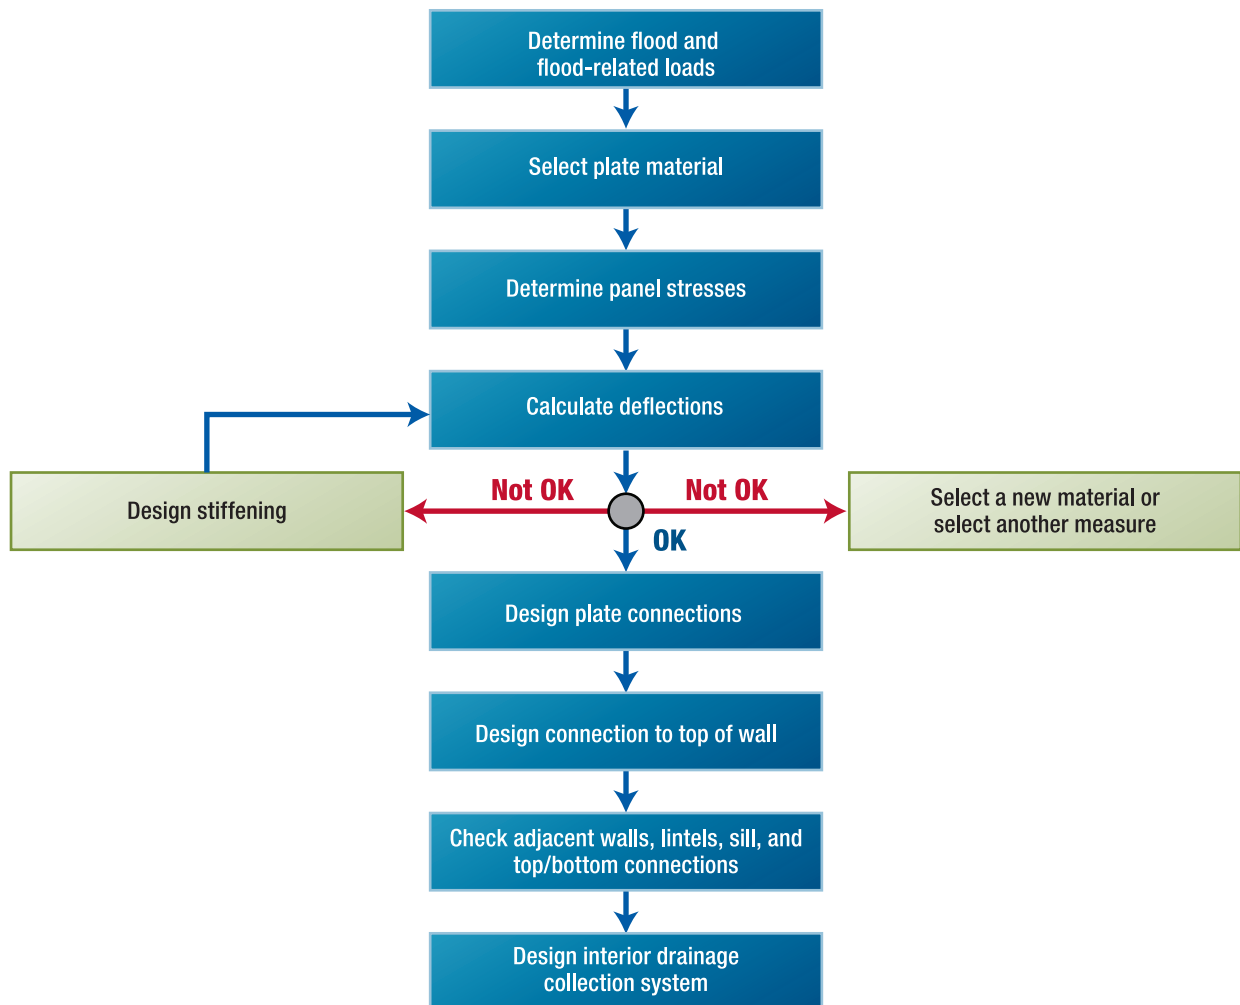 Determine flood and
flood-related loads
Select plate material
Determine panel stresses
Calculate deflections
Not OK
Not OK
Design stiffening
Select a new material or
select another measure
OK
Design plate connections
Design connection to top of wall
Check adjacent walls, lintels, sill, and
top/bottom connections
Design interior drainage
collection system